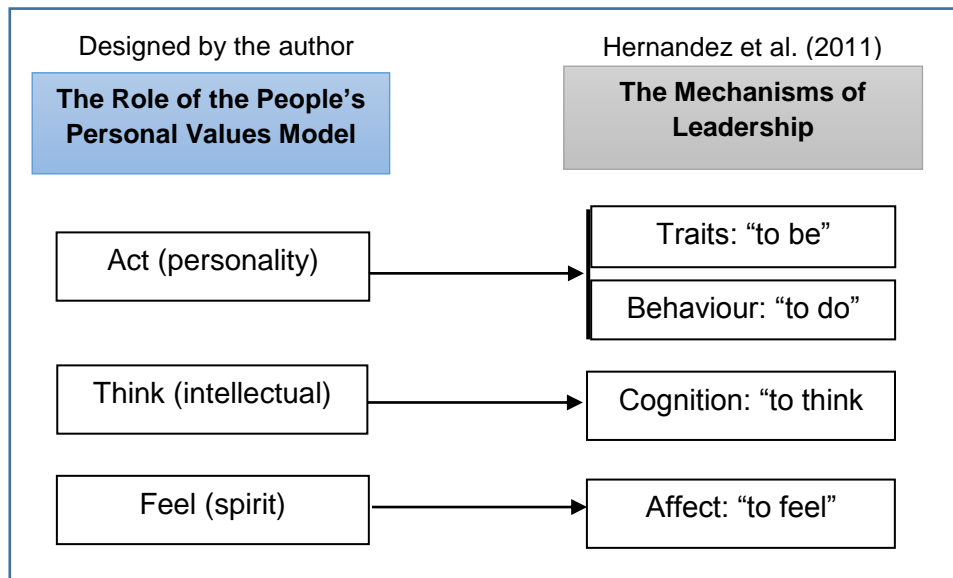 Designed by the author
The Role of the People’s
Personal Values Model
Hernandez et al. (2011)
The Mechanisms of
Leadership
Act (personality)
Traits: “to be”
Behaviour: “to do”
Think (intellectual)
Cognition: “to think
Feel (spirit)
Affect: “to feel”